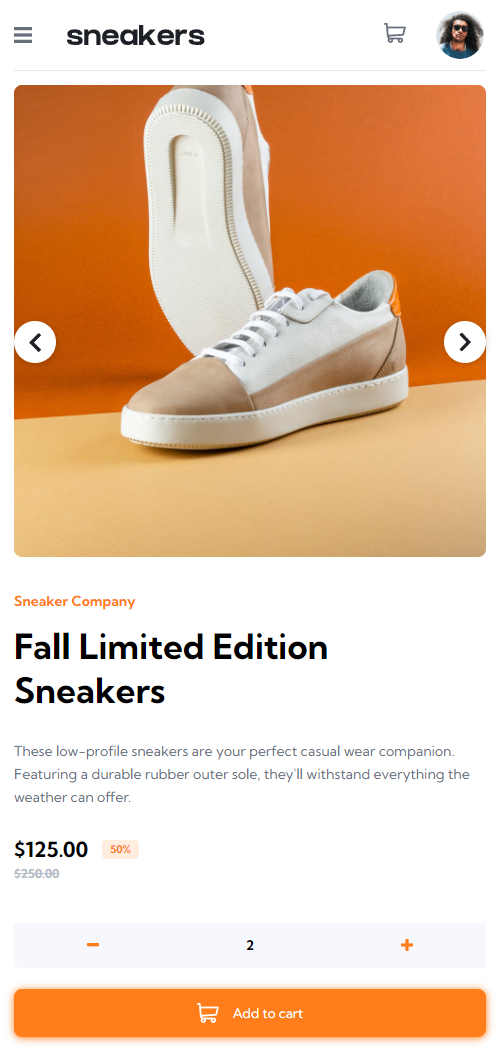 sneakers
Sneaker Company
Fall Limited Edition
Sneakers
These low-profile sneakers are your perfect casual wear companion.
Featuring a durable rubber outer sole, they'll withstand everything the
weather can offer.
$125.00 50%
$250.00
2
Add to cart